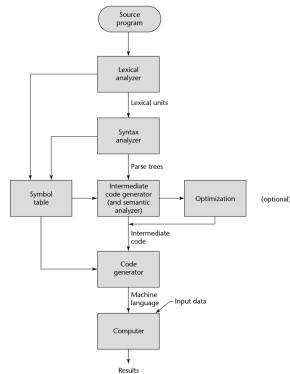 Source
program
Lexical
analyzer
Lexical units
Syntax
analyzer
Parse trees
Symbol
table
Intermediate
code generator
(and semantic
analyzer)
Optimization
(optional)
Intermediate
code
Code
generator
Machine
language
Input data
Computer
Results